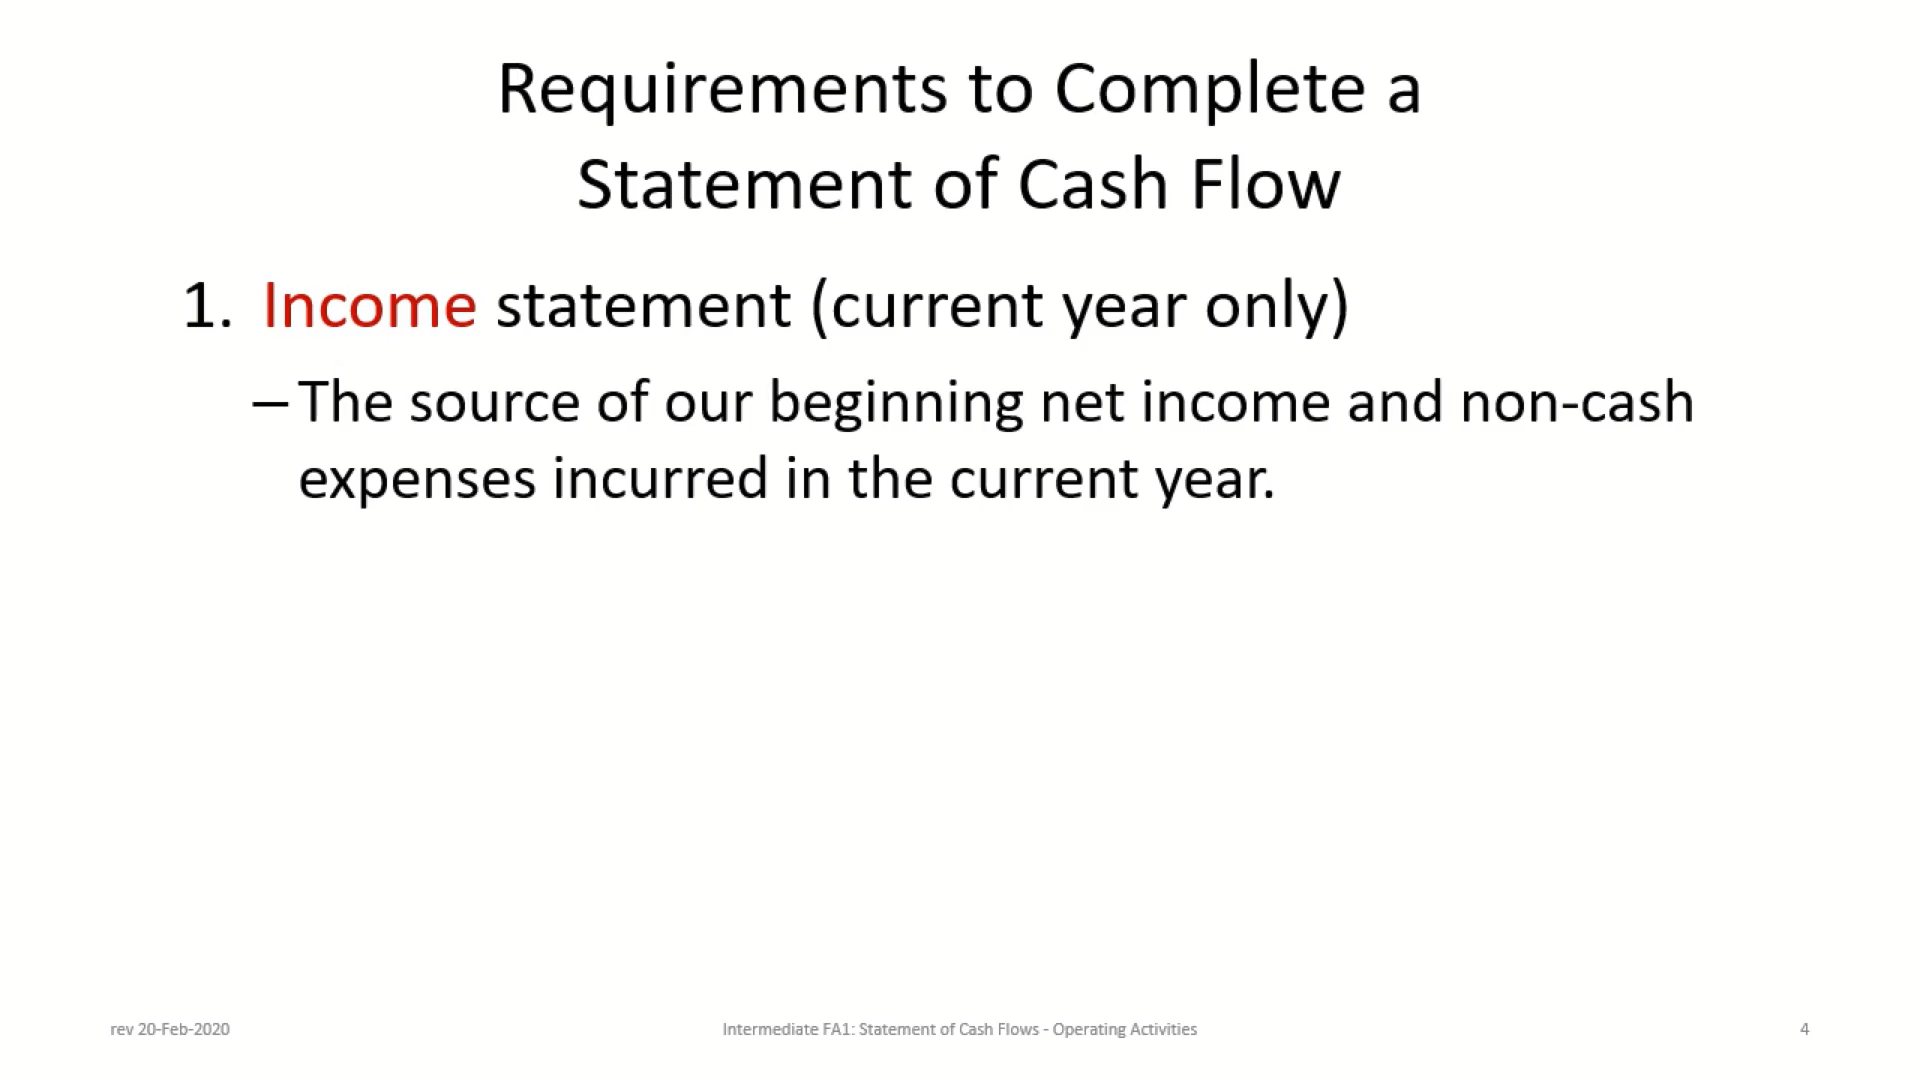 Requirements to Complete a
Statement of Cash Flow
1. Income statement (current year only)
– The source of our beginning net income and non-cash
expenses incurred in the current year.
rev 20-Feb-2020
Intermediate FA1: Statement of Cash Flows - Operating Activities
4